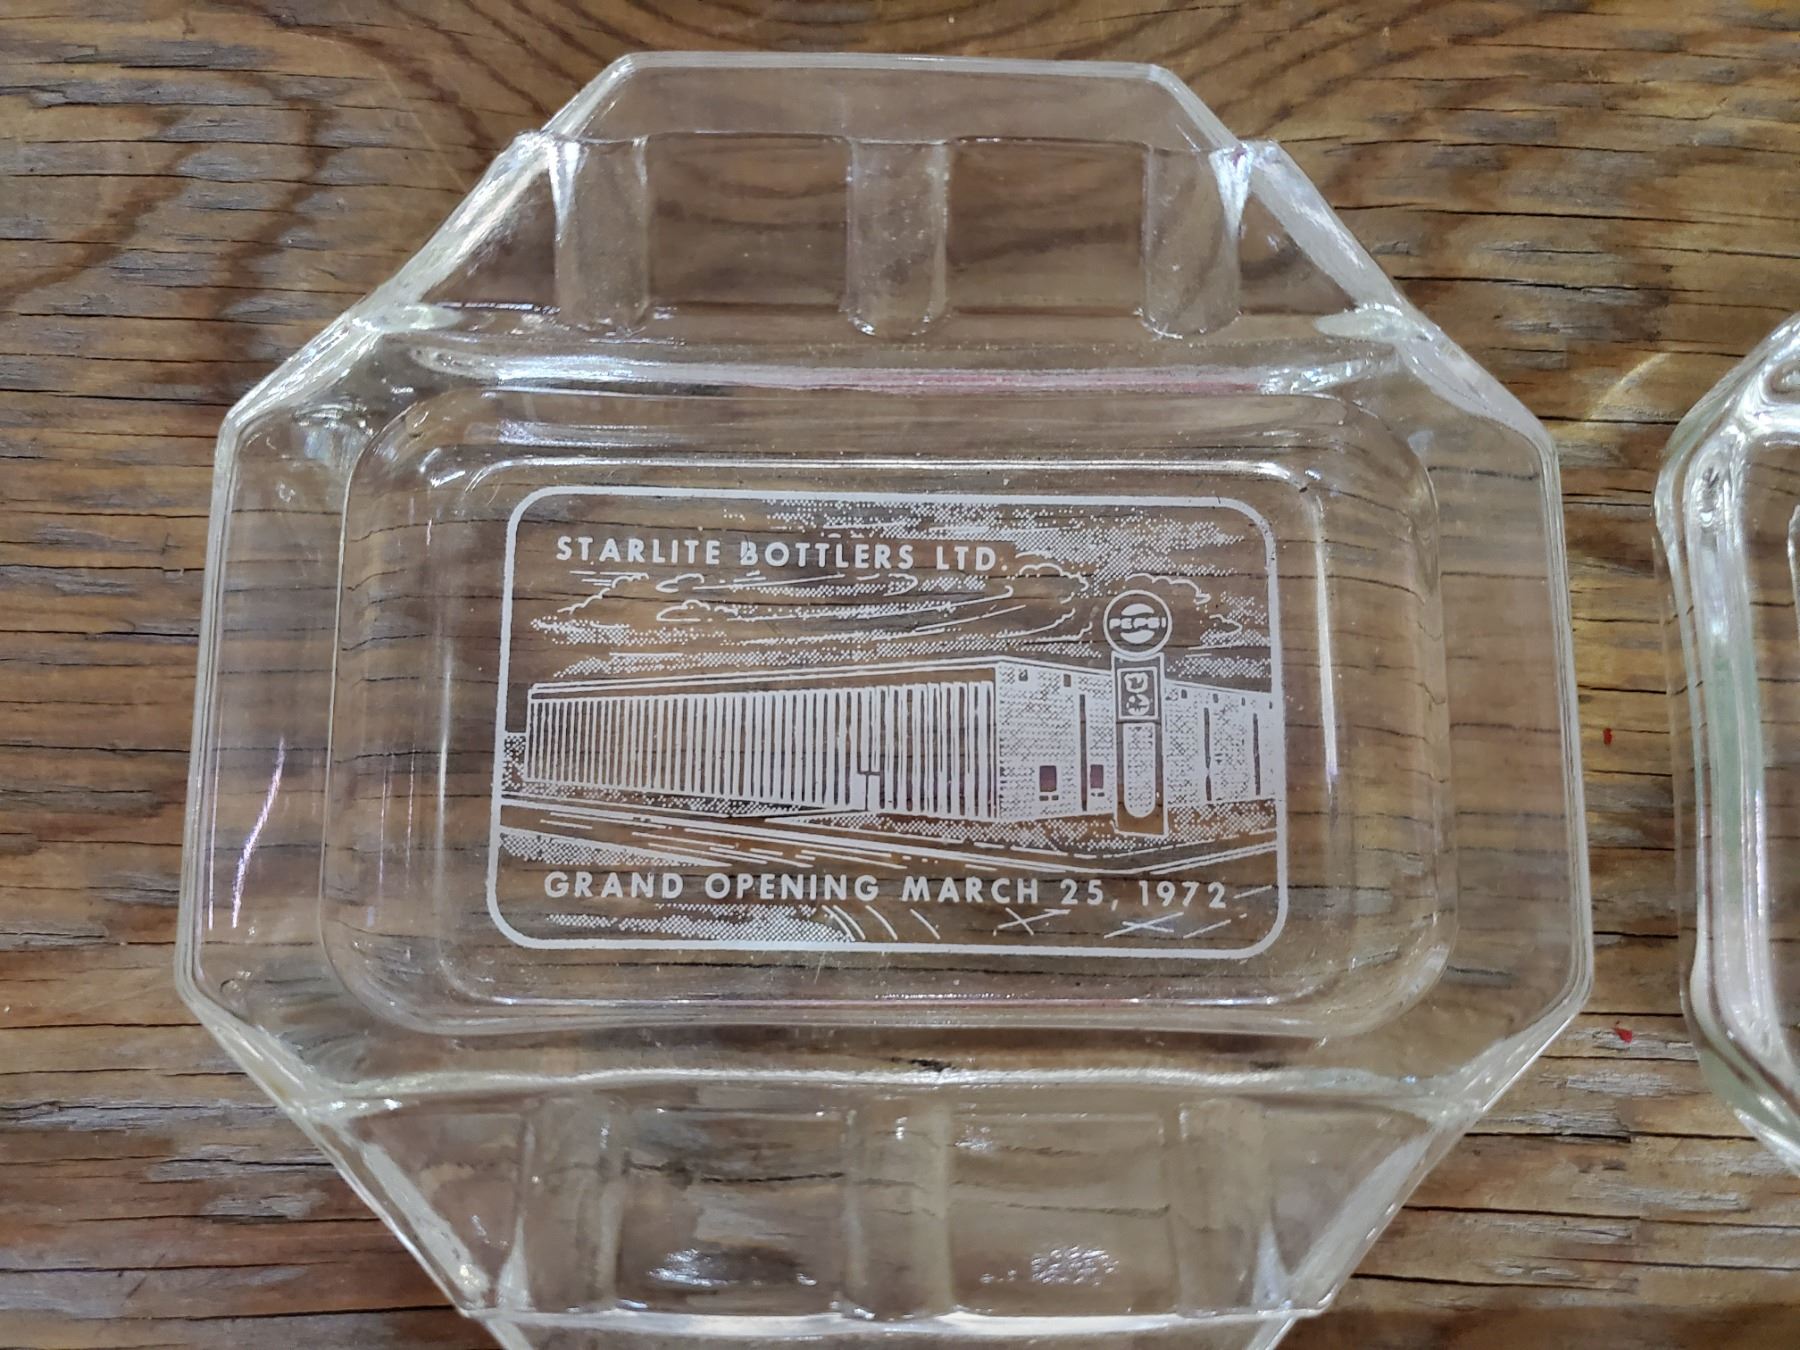 STARLITE BOTTLERS LTD.
PEPSI
GRAND OPENING MARCH 25, 1972